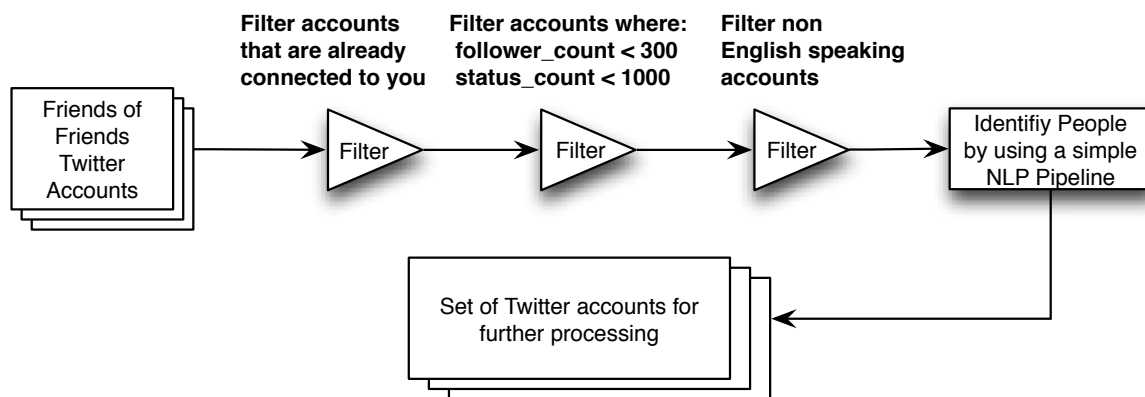 Filter accounts
that are already
connected to you
Filter accounts where:
follower_count < 300
status_count < 1000
Filter non
English speaking
accounts
Friends of
Friends
Twitter
Accounts
Filter
Filter
Filter
Identifiy People
by using a simple
NLP Pipeline
Set of Twitter accounts for
further processing